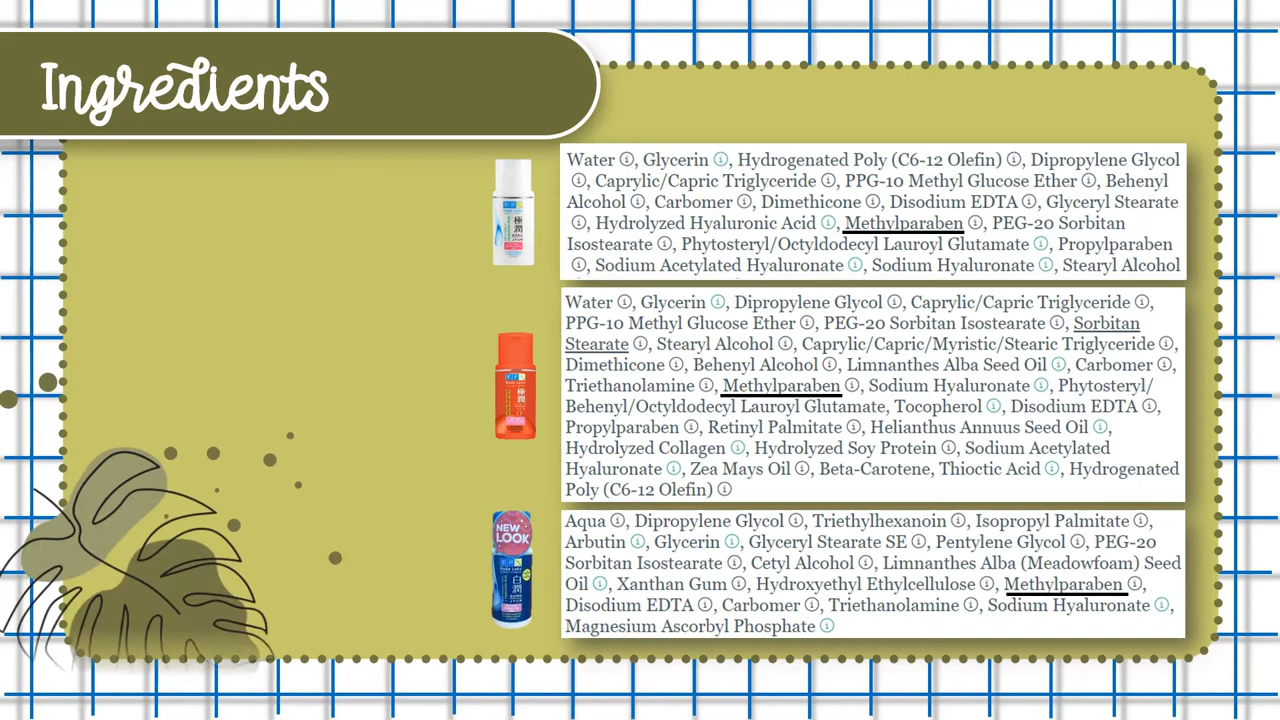 Ingredients
Water ⓘ, Glycerin ⓘ, Hydrogenated Poly (C6-12 Olefin) ⓘ, Dipropylene Glycol
ⓘ, Caprylic/Capric Triglyceride ⓘ, PPG-10 Methyl Glucose Ether ⓘ, Behenyl
Alcohol ⓘ, Carbomer ⓘ, Dimethicone ⓘ, Disodium EDTA ⓘ, Glyceryl Stearate
ⓘ, Hydrolyzed Hyaluronic Acid ⓘ, Methylparaben ⓘ, PEG-20 Sorbitan
Isostearate ⓘ, Phytosteryl/Octyldodecyl Lauroyl Glutamate ⓘ, Propylparaben
ⓘ, Sodium Acetylated Hyaluronate ⓘ, Sodium Hyaluronate ⓘ, Stearyl Alcohol
極潤
Water ⓘ, Glycerin ⓘ, Dipropylene Glycol ⓘ, Caprylic/Capric Triglyceride ⓘ,
PPG-10 Methyl Glucose Ether ⓘ, PEG-20 Sorbitan Isostearate ⓘ, Sorbitan
Stearate ⓘ, Stearyl Alcohol ⓘ, Caprylic/Capric/Myristic/Stearic Triglyceride ⓘ,
Dimethicone ⓘ, Behenyl Alcohol ⓘ, Limnanthes Alba Seed Oil ⓘ, Carbomer ⓘ,
Triethanolamine ⓘ, Methylparaben ⓘ, Sodium Hyaluronate ⓘ, Phytosteryl/
Behenyl/Octyldodecyl Lauroyl Glutamate, Tocopherol ⓘ, Disodium EDTA ⓘ,
Propylparaben ⓘ, Retinyl Palmitate ⓘ, Helianthus Annuus Seed Oil ⓘ,
Hydrolyzed Collagen ⓘ, Hydrolyzed Soy Protein ⓘ, Sodium Acetylated
Hyaluronate ⓘ, Zea Mays Oil ⓘ, Beta-Carotene, Thioctic Acid ⓘ, Hydrogenated
Poly (C6-12 Olefin) ⓘ
極潤
Aqua ⓘ, Dipropylene Glycol ⓘ, Triethylhexanoin ⓘ, Isopropyl Palmitate ⓘ,
Arbutin ⓘ, Glycerin ⓘ, Glyceryl Stearate SE ⓘ, Pentylene Glycol ⓘ, PEG-20
Sorbitan Isostearate ⓘ, Cetyl Alcohol ⓘ, Limnanthes Alba (Meadowfoam) Seed
Oil ⓘ, Xanthan Gum ⓘ, Hydroxyethyl Ethylcellulose ⓘ, Methylparaben ⓘ,
Disodium EDTA ⓘ, Carbomer ⓘ, Triethanolamine ⓘ, Sodium Hyaluronate ⓘ,
Magnesium Ascorbyl Phosphate ⓘ
NEW
LOOK
Hada Labo
白潤